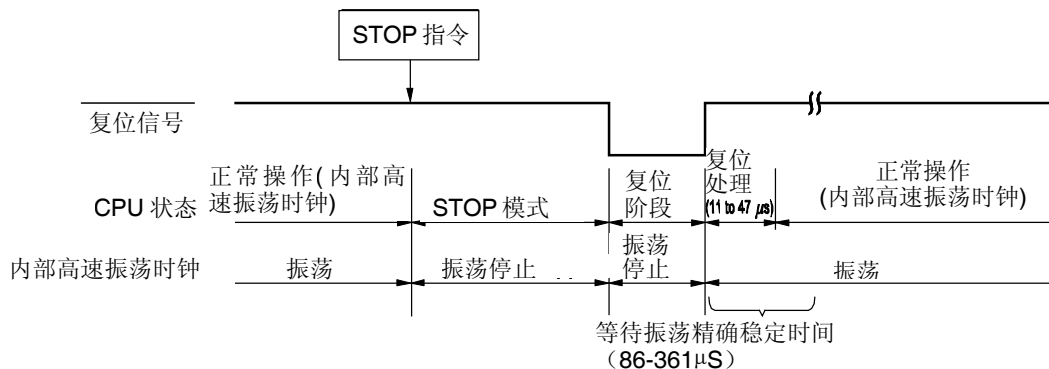 STOP 指令
复位信号
正常操作(内部高
速振荡时钟)
CPU 状态
STOP 模式
复位
阶段
复位
处理
(11 to 47 μs)
正常操作
(内部高速振荡时钟)
内部高速振荡时钟
振荡
振荡停止
振荡
停止
振荡
等待振荡精确稳定时间
(86-361μS)